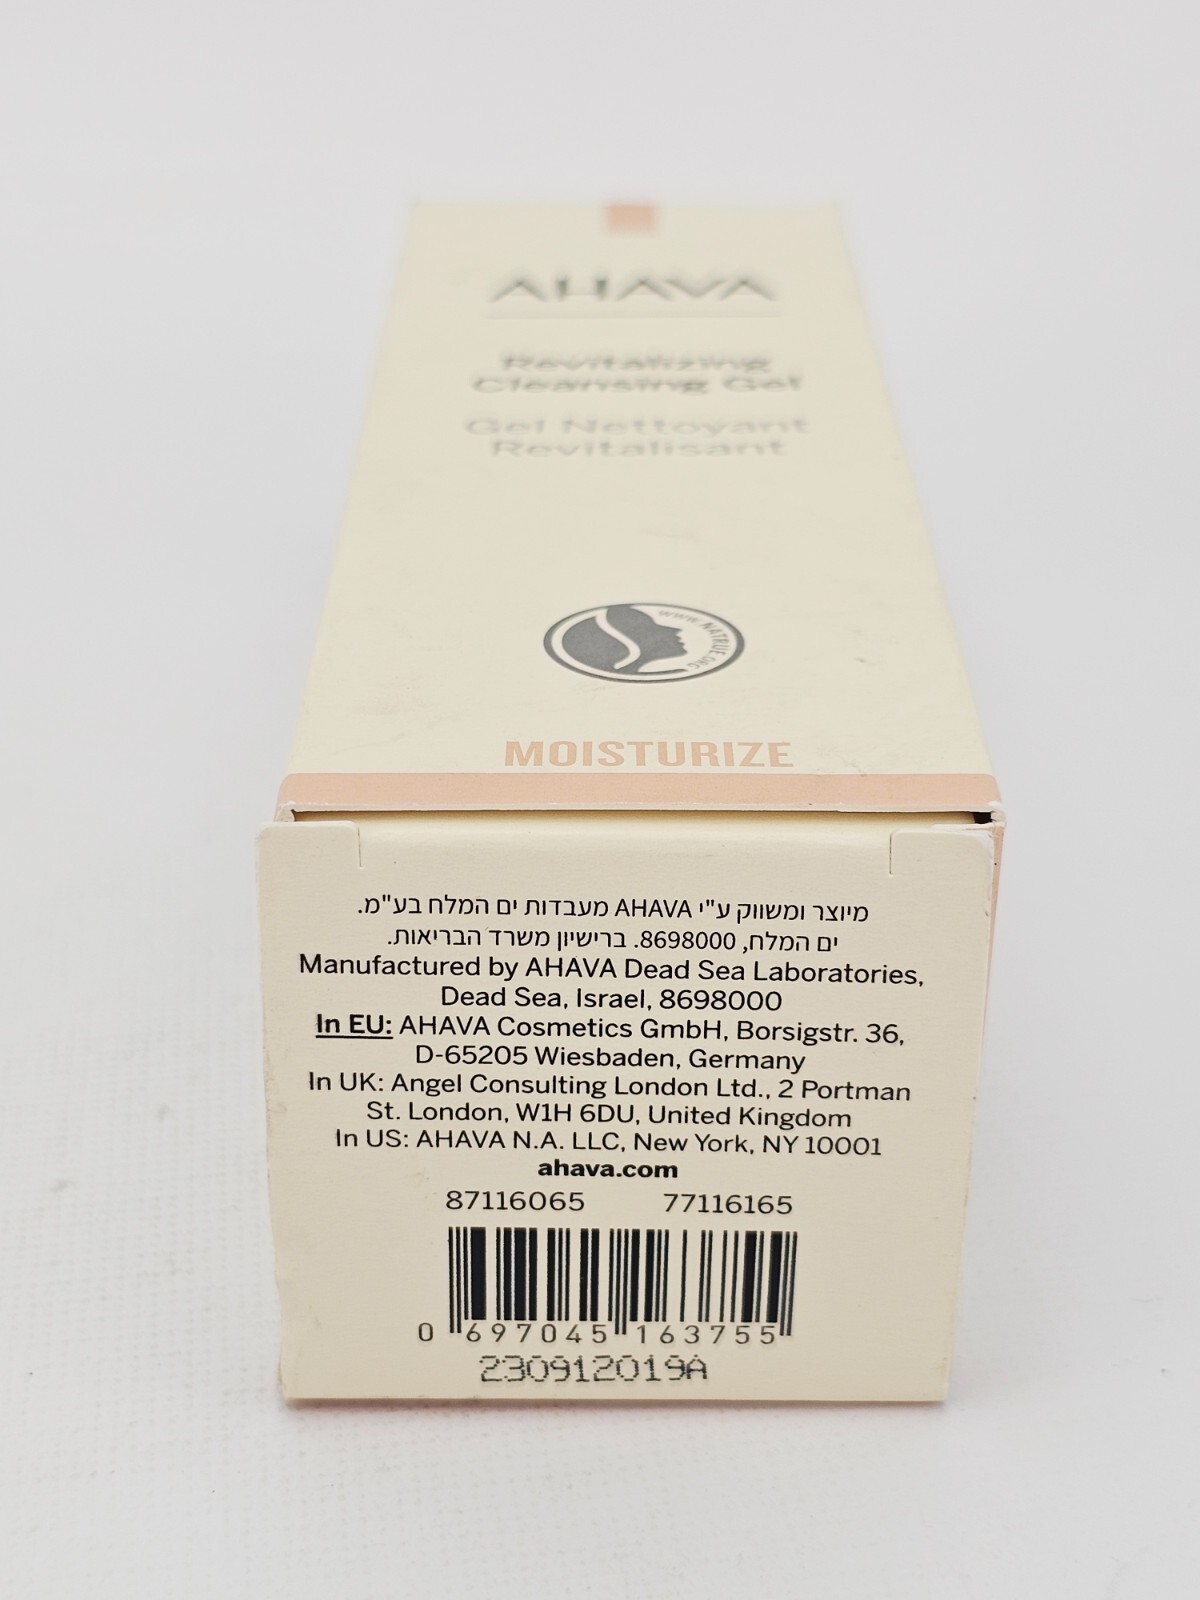 AHAVA
Revitalizing
Cleansing Gel
Gel Nettoyant
Revitalisant
WWW.NATRUE.ORG
MOISTURIZE
מיוצר ומשווק ע"י AHAVA מעבדות ים המלח בע"מ.
ים המלח, 8698000. ברישיון משרד הבריאות.
Manufactured by AHAVA Dead Sea Laboratories,
Dead Sea, Israel, 8698000
In EU: AHAVA Cosmetics GmbH, Borsigstr. 36,
D-65205 Wiesbaden, Germany
In UK: Angel Consulting London Ltd., 2 Portman
St. London, W1H 6DU, United Kingdom
In US: AHAVA N.A. LLC, New York, NY 10001
ahava.com
87116065 77116165
0 697045 163755
230912019A